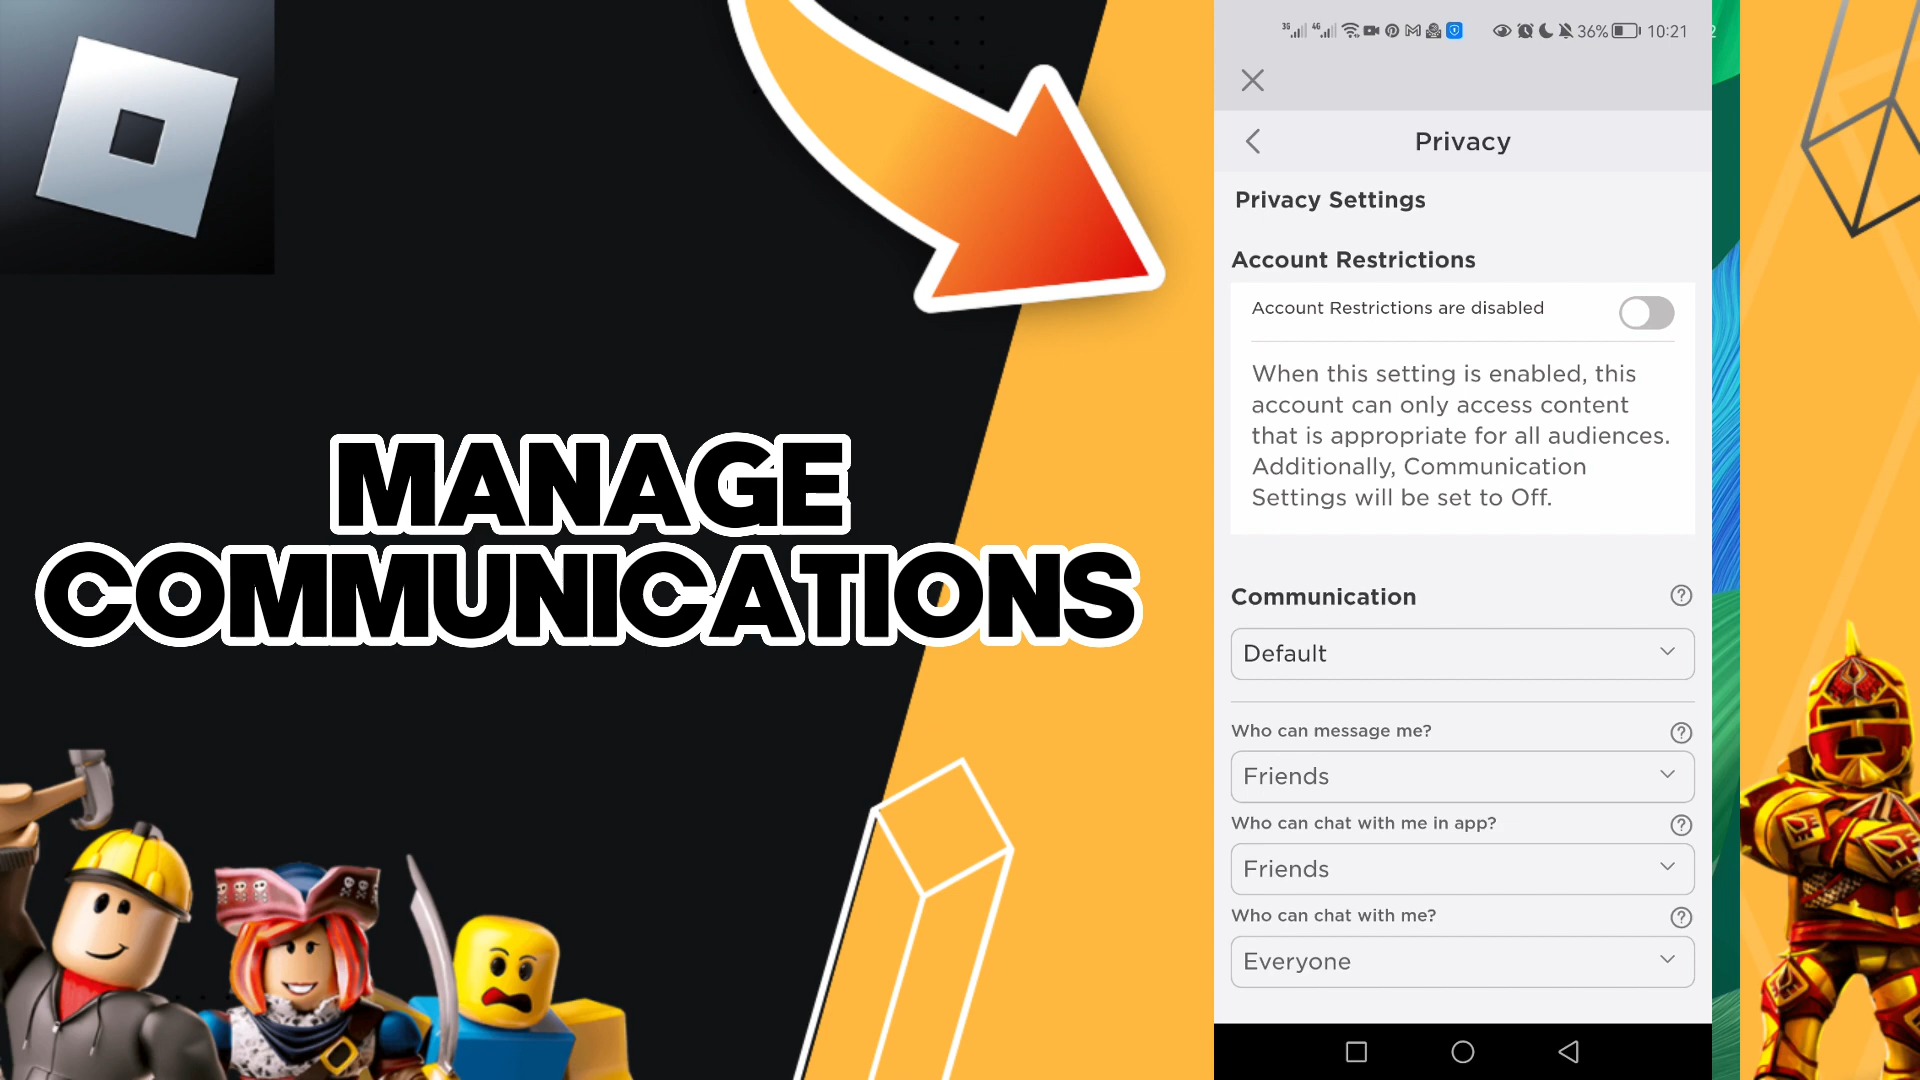 MANAGE
COMMUNICATIONS
3G 4G 36% 10:21
Privacy
Privacy Settings
Account Restrictions
Account Restrictions are disabled
When this setting is enabled, this
account can only access content
that is appropriate for all audiences.
Additionally, Communication
Settings will be set to Off.
Communication
Default
Who can message me?
Friends
Who can chat with me in app?
Friends
Who can chat with me?
Everyone